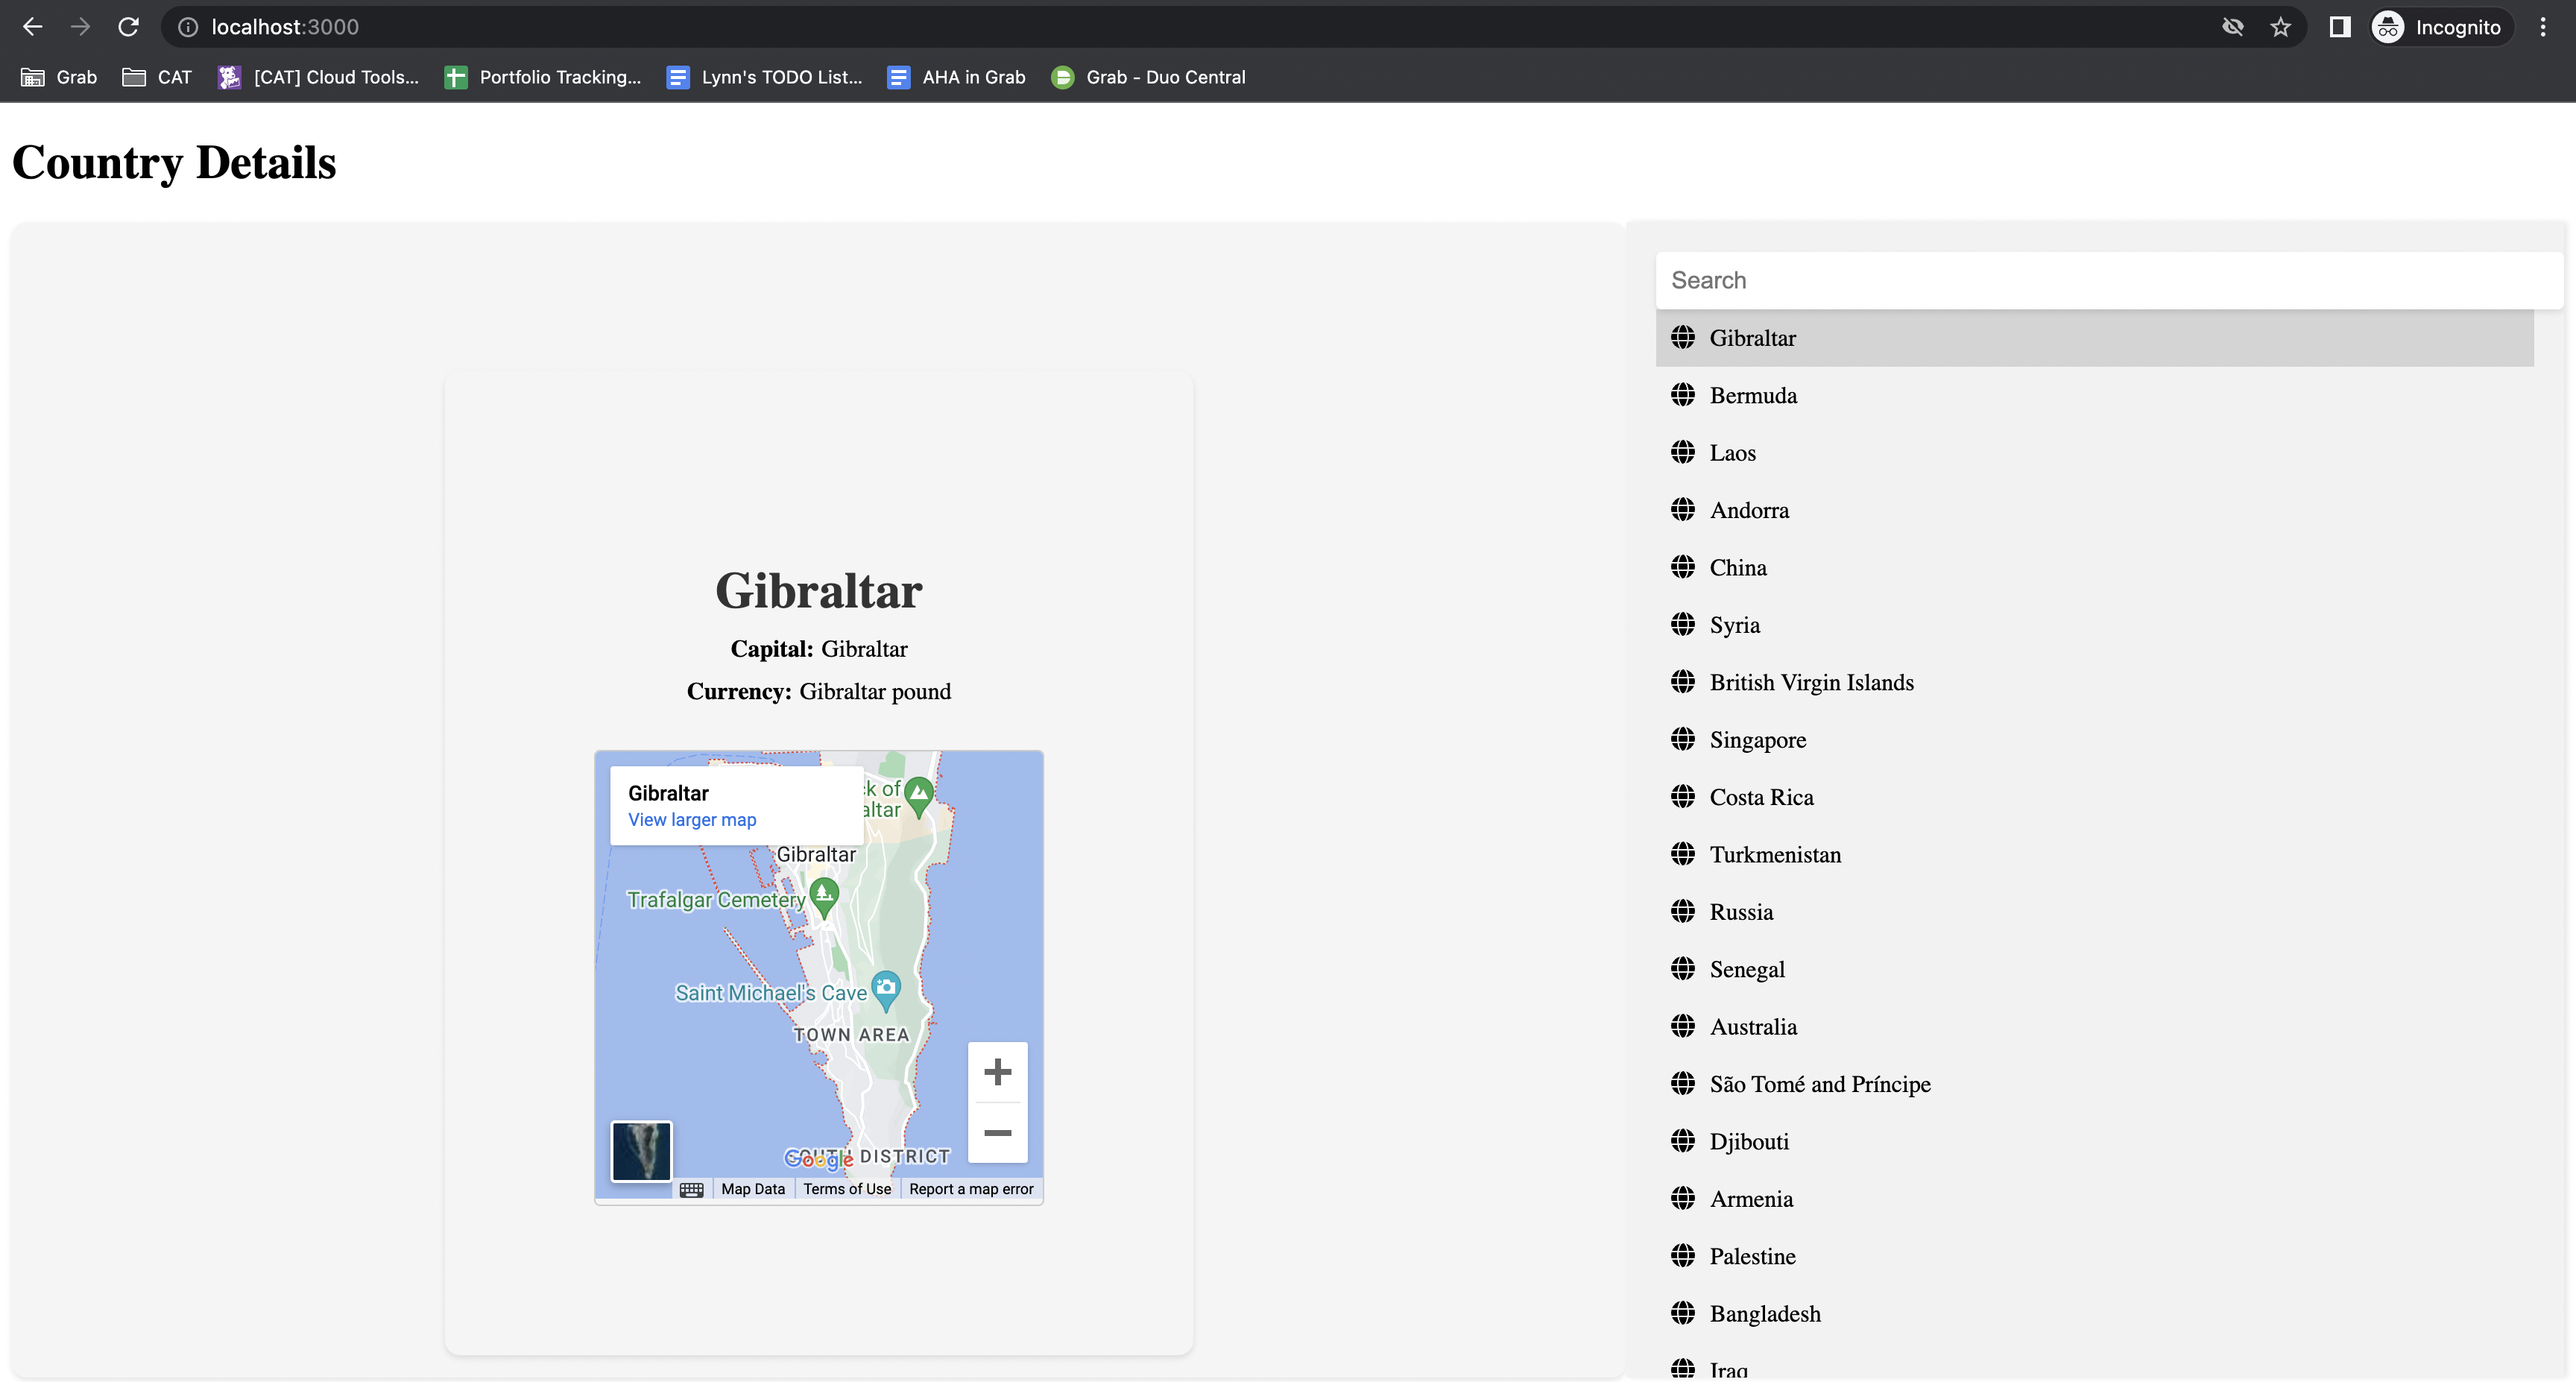 localhost:3000
Incognito
Grab
CAT
[CAT] Cloud Tools...
Portfolio Tracking...
Lynn's TODO List...
AHA in Grab
Grab - Duo Central
Country Details
Gibraltar
Capital: Gibraltar
Currency: Gibraltar pound
Gibraltar
View larger map
ck of
altar
Gibraltar
Trafalgar Cemetery
Saint Michael's Cave
TOWN AREA
SOUTH DISTRICT
Google
Map Data
Terms of Use
Report a map error
Search
Gibraltar
Bermuda
Laos
Andorra
China
Syria
British Virgin Islands
Singapore
Costa Rica
Turkmenistan
Russia
Senegal
Australia
São Tomé and Príncipe
Djibouti
Armenia
Palestine
Bangladesh
Iraq